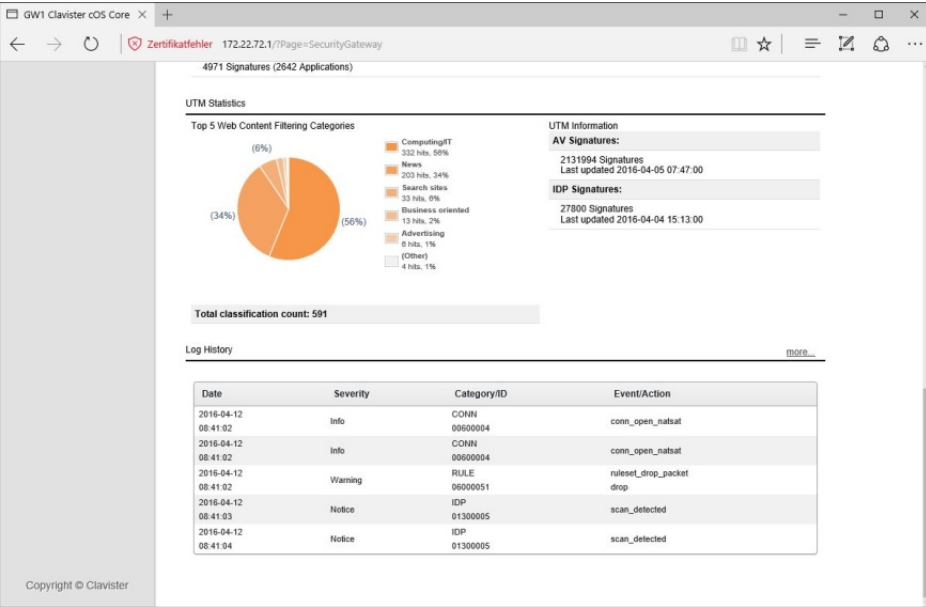 GW1 Clavister cOS Core
Zertifikatfehler 172.22.72.1/?Page=SecurityGateway
4971 Signatures (2642 Applications)
UTM Statistics
Top 5 Web Content Filtering Categories
(6%)
(34%)
(56%)
Computing/IT
332 hits, 56%
News
203 hits, 34%
Search sites
33 hits, 6%
Business oriented
13 hits, 2%
Advertising
6 hits, 1%
(Other)
4 hits, 1%
Total classification count: 591
UTM Information
AV Signatures:
2131994 Signatures
Last updated 2016-04-05 07:47:00
IDP Signatures:
27800 Signatures
Last updated 2016-04-04 15:13:00
Log History more...
Date Severity Category/ID Event/Action
2016-04-12 08:41:02 Info CONN 00600004 conn_open_natsat
2016-04-12 08:41:02 Info CONN 00600004 conn_open_natsat
2016-04-12 08:41:02 Warning RULE 06000051 ruleset_drop_packet drop
2016-04-12 08:41:03 Notice IDP 01300005 scan_detected
2016-04-12 08:41:04 Notice IDP 01300005 scan_detected
Copyright © Clavister